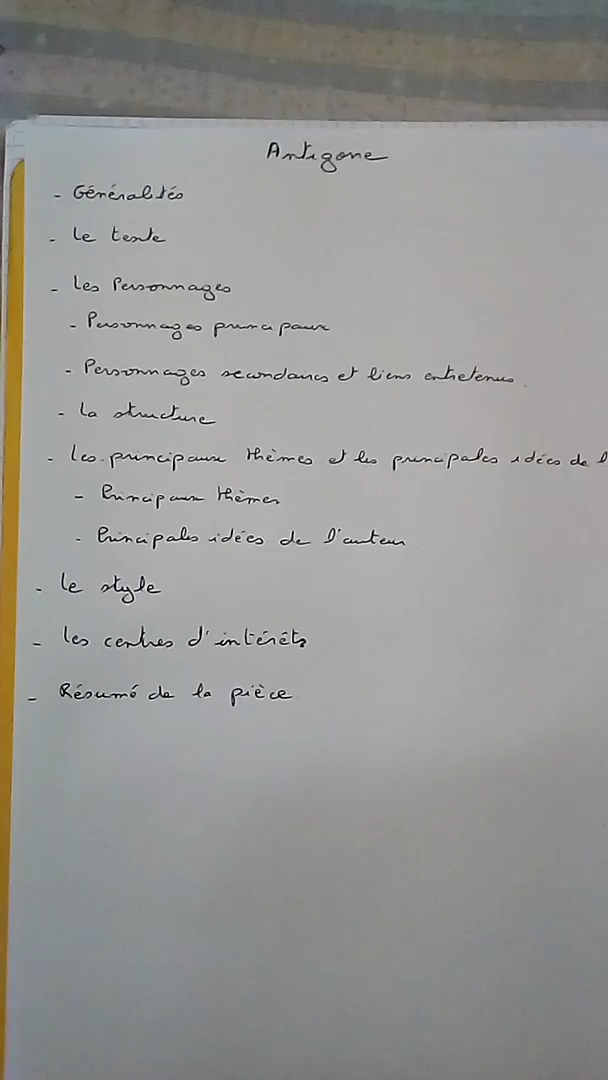 Antigone
- Généralités
- Le texte
- Les Personnages
- Personnages principaux
- Personnages secondaires et liens entretenus.
- La structure
- Les principaux thèmes et les principales idées de l
- Principaux thèmes
- Principales idées de l'auteur
- Le style
- Les centres d'intérêts
- Résumé de la pièce